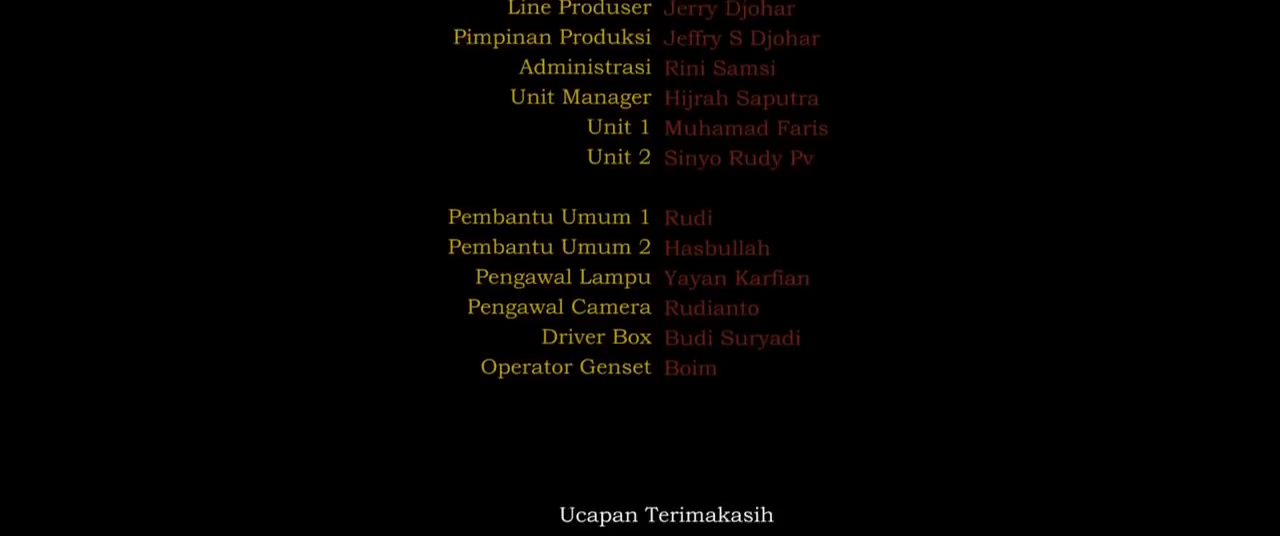 Line Produser Jerry Djohar
Pimpinan Produksi Jeffry S Djohar
Administrasi Rini Samsi
Unit Manager Hijrah Saputra
Unit 1 Muhamad Faris
Unit 2 Sinyo Rudy Pv
Pembantu Umum 1 Rudi
Pembantu Umum 2 Hasbullah
Pengawal Lampu Yayan Karfian
Pengawal Camera Rudianto
Driver Box Budi Suryadi
Operator Genset Boim
Ucapan Terimakasih